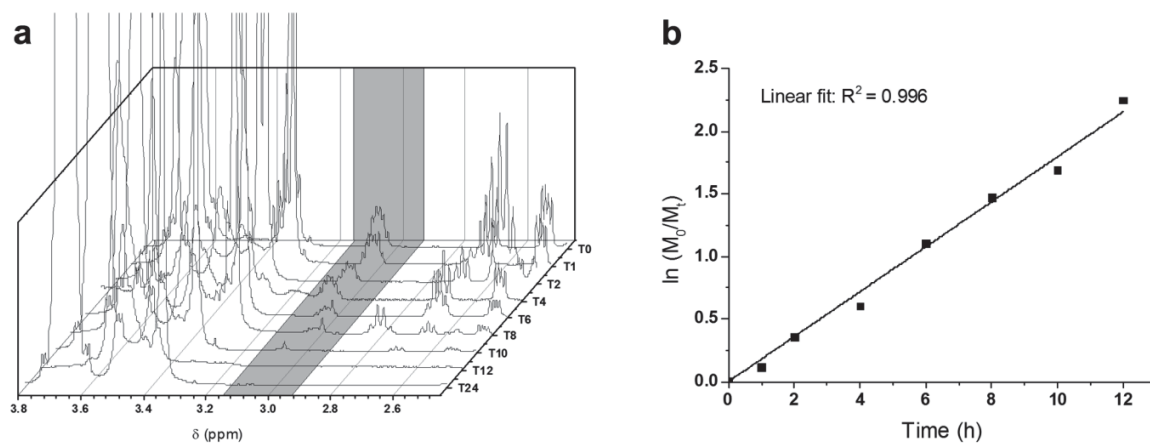 a
T0
T1
T2
T4
T6
T8
T10
T12
T24
3.8 3.6 3.4 3.2 3.0 2.8 2.6
δ (ppm)
b
2.5
2.0
1.5
1.0
0.5
0.0
ln (M0/Mt)
Linear fit: R² = 0.996
0 2 4 6 8 10 12
Time (h)